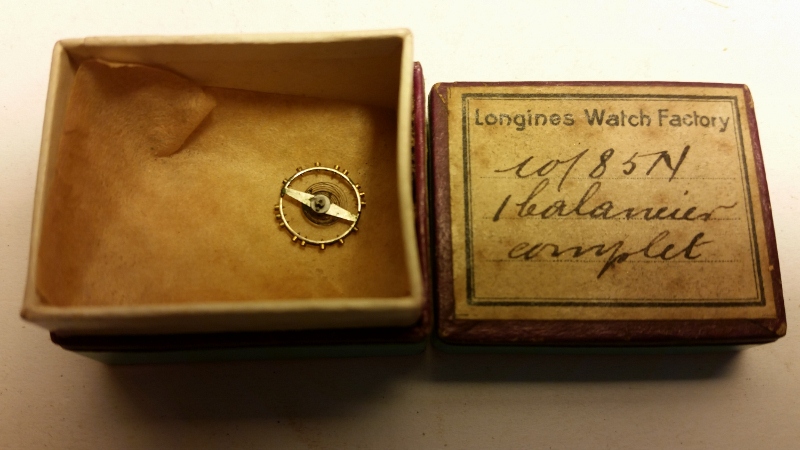 Longines Watch Factory
10/85N
1 balancier
complet